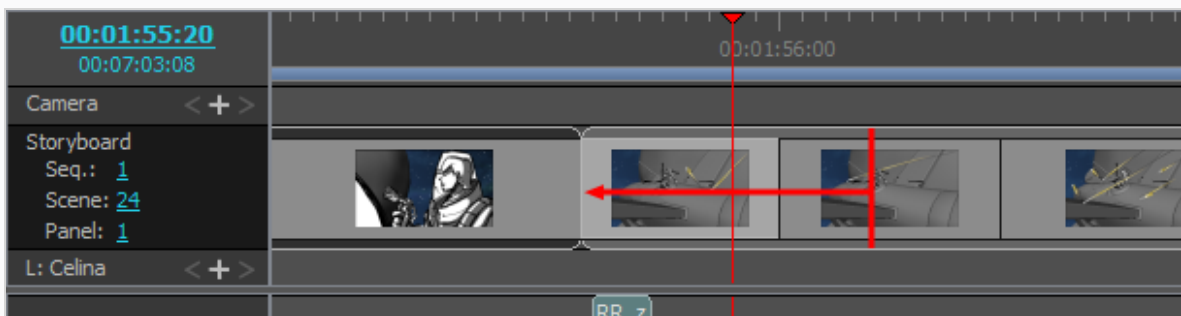 00:01:55:20
00:07:03:08
00:01:56:00
Camera < + >
Storyboard
Seq.: 1
Scene: 24
Panel: 1
L: Celina < + >
RR_z